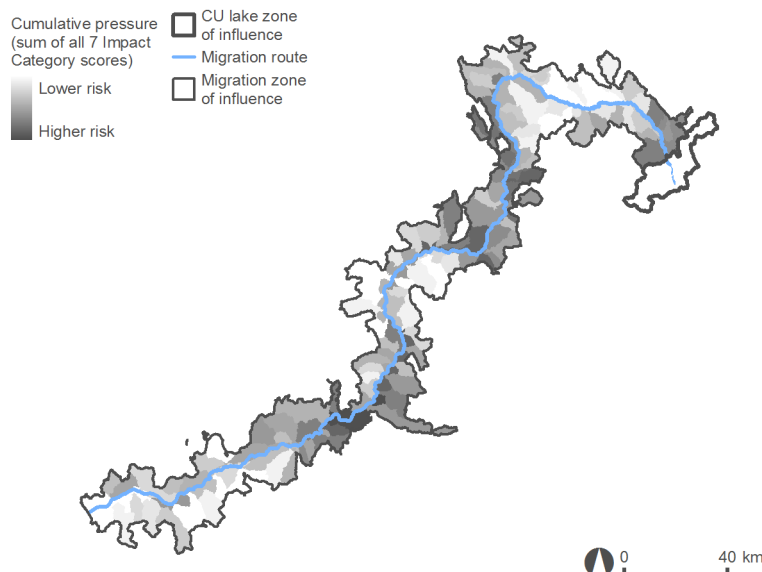 Cumulative pressure
(sum of all 7 Impact
Category scores)
Lower risk
Higher risk
CU lake zone
of influence
Migration route
Migration zone
of influence
0
40 km